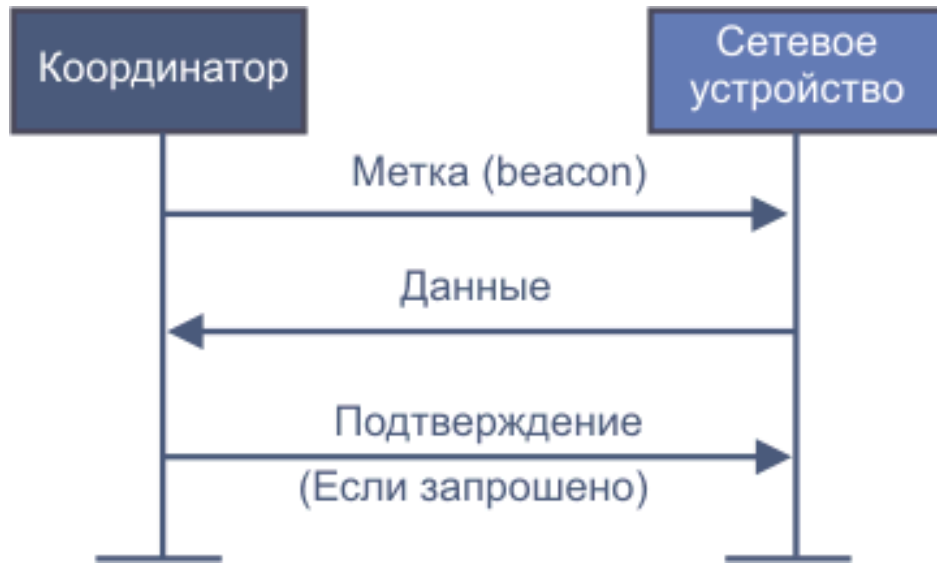 Координатор
Сетевое
устройство
Метка (beacon)
Данные
Подтверждение
(Если запрошено)